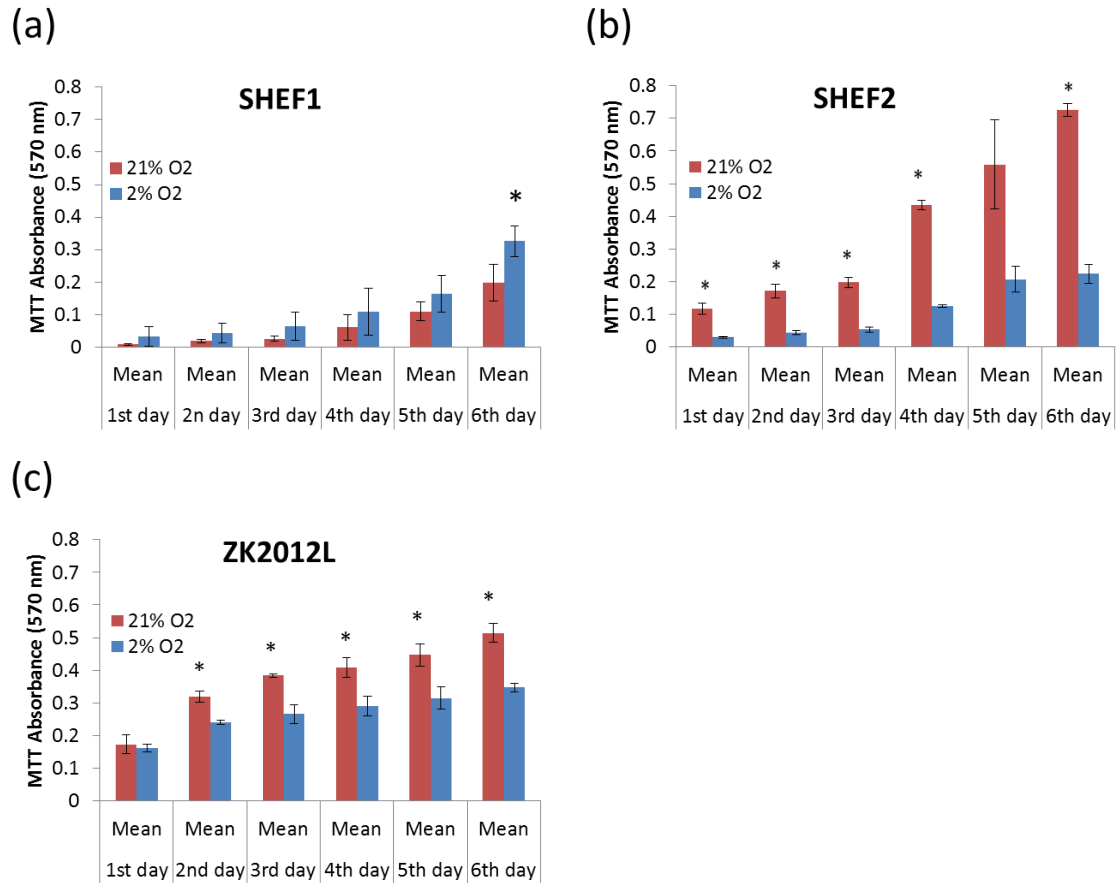 (a)
SHEF1
MTT Absorbance (570 nm)
0.8
0.7
0.6
0.5
0.4
0.3
0.2
0.1
0
21% O2
2% O2
*
Mean Mean Mean Mean Mean Mean
1st day 2n day 3rd day 4th day 5th day 6th day
(b)
SHEF2
MTT Absorbance (570 nm)
0.8
0.7
0.6
0.5
0.4
0.3
0.2
0.1
0
21% O2
2% O2
* * * * *
Mean Mean Mean Mean Mean Mean
1st day 2nd day 3rd day 4th day 5th day 6th day
(c)
ZK2012L
MTT Absorbance (570 nm)
0.8
0.7
0.6
0.5
0.4
0.3
0.2
0.1
0
21% O2
2% O2
* * * * *
Mean Mean Mean Mean Mean Mean
1st day 2nd day 3rd day 4th day 5th day 6th day